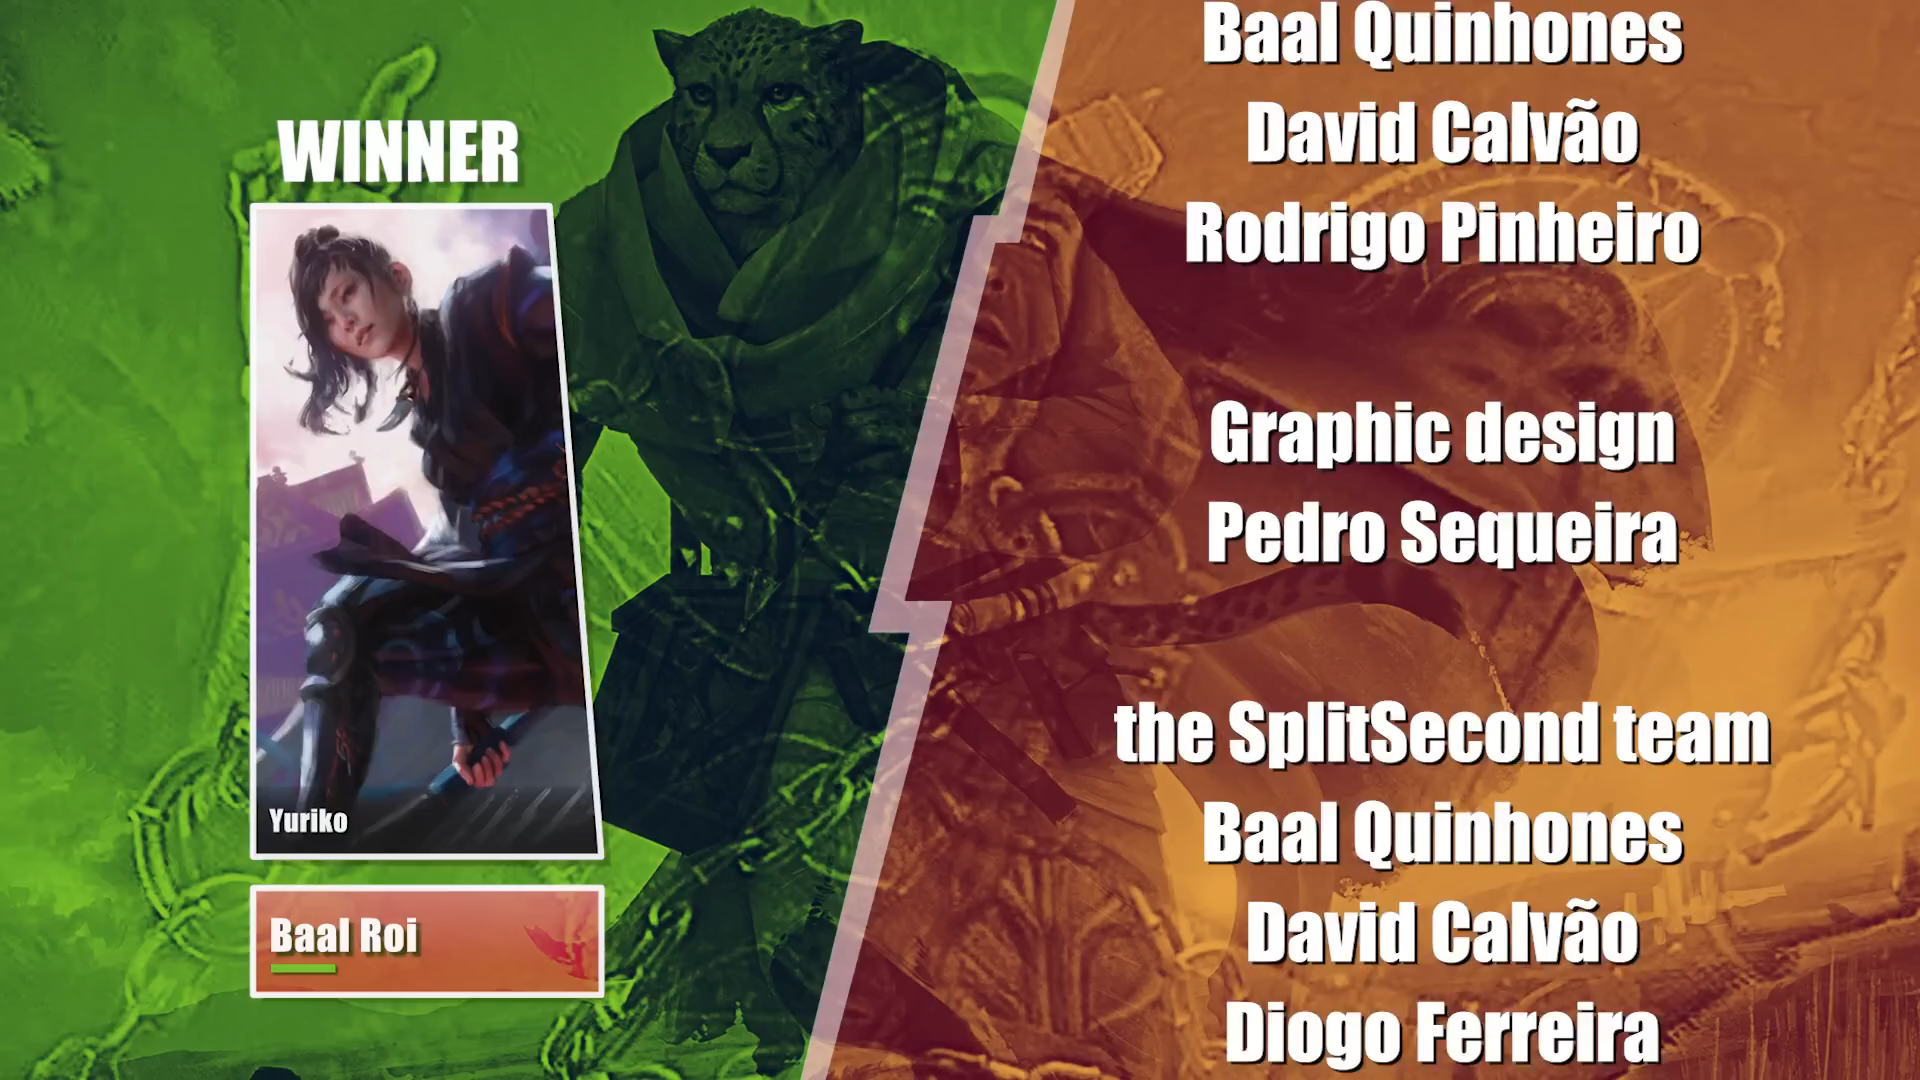 WINNER
Yuriko
Baal Roi
Baal Quinhones
David Calvão
Rodrigo Pinheiro
Graphic design
Pedro Sequeira
the SplitSecond team
Baal Quinhones
David Calvão
Diogo Ferreira